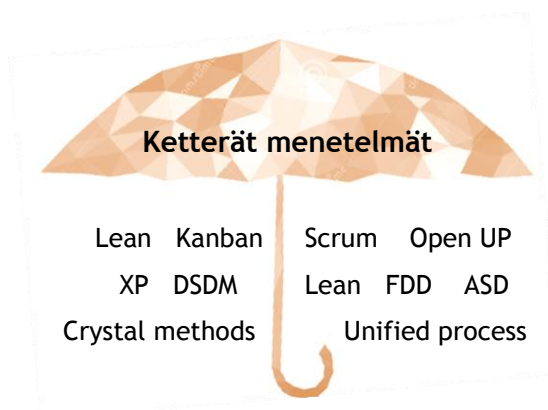 Ketterät menetelmät
Lean Kanban Scrum Open UP
XP DSDM Lean FDD ASD
Crystal methods Unified process